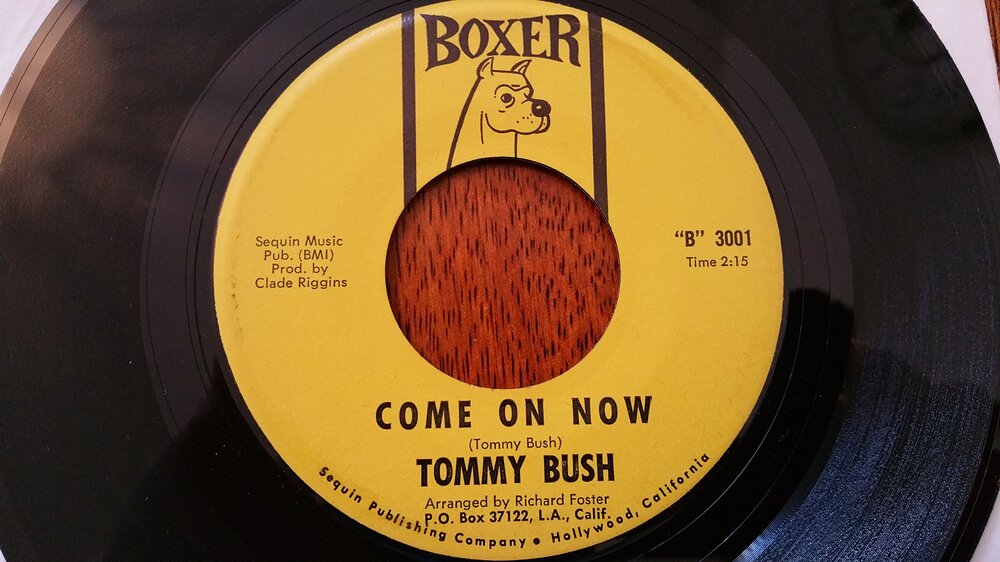 BOXER
Sequin Music
Pub. (BMI)
Prod. by
Clade Riggins
"B" 3001
Time 2:15
COME ON NOW
(Tommy Bush)
TOMMY BUSH
Arranged by Richard Foster
P.O. Box 37122, L.A., Calif.
Sequin Publishing Company • Hollywood, California